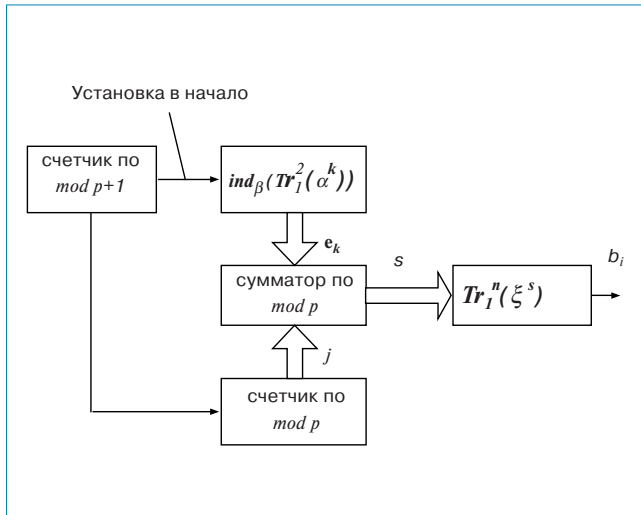 Установка в начало
счетчик по
mod p+1
ind_β(Tr_1^2(α^k))
e_k
s
b_i
сумматор по
mod p
Tr_1^n(ξ^s)
j
счетчик по
mod p